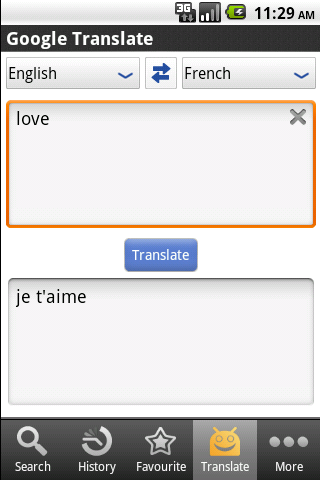 3G 11:29 AM
Google Translate
English French
love
Translate
je t'aime
Search History Favourite Translate More